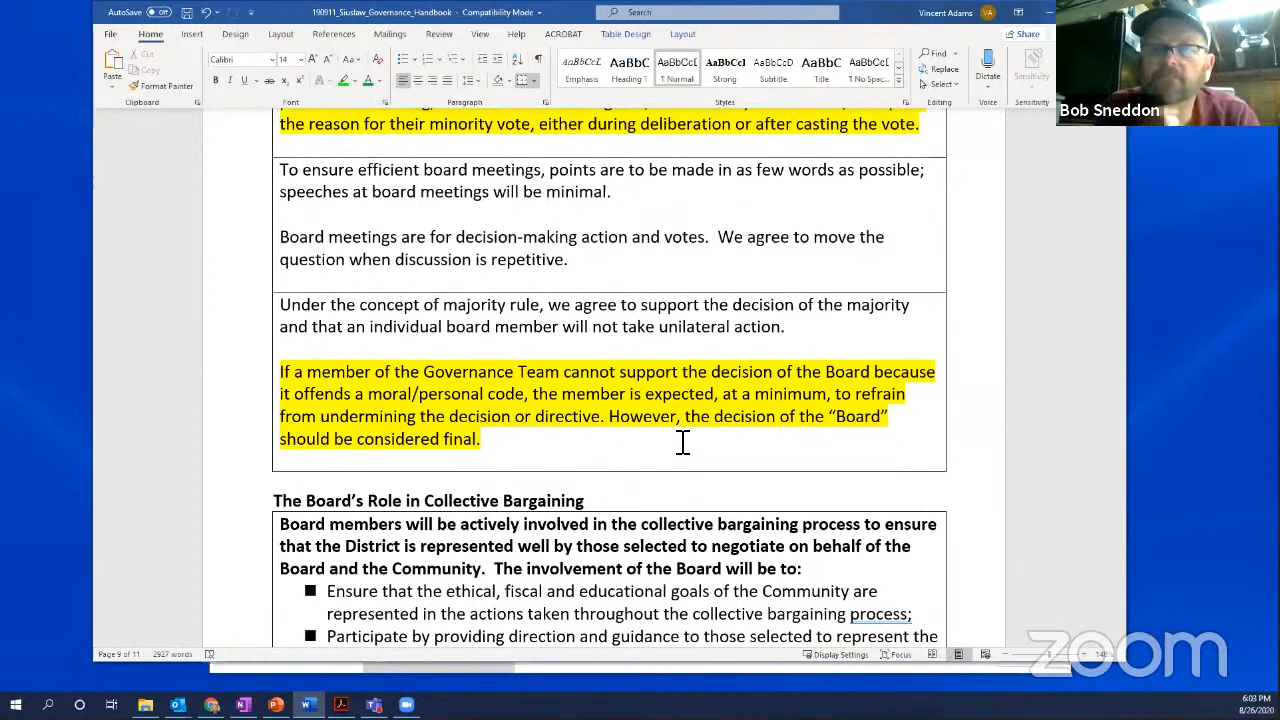 AutoSave Off
190911_Siuslaw_Governance_Handbook - Compatibility Mode
Search
Vincent Adams VA
File Home Insert Design Layout References Mailings Review View Help ACROBAT Table Design Layout Share
Paste
Cut
Copy
Format Painter
Calibri 14
AaBbCcI AaBbC AaBbCcI AaBbCc AaBbCcD AaBbC AaBbCcI
Emphasis Heading 1 ¶ Normal Strong Subtitle Title ¶ No Spac...
Find
Replace
Select
Dictate
Sensitivity
Clipboard Font Paragraph Styles Editing Voice Sensitivity
Bob Sneddon
the reason for their minority vote, either during deliberation or after casting the vote.
To ensure efficient board meetings, points are to be made in as few words as possible;
speeches at board meetings will be minimal.
Board meetings are for decision-making action and votes.  We agree to move the
question when discussion is repetitive.
Under the concept of majority rule, we agree to support the decision of the majority
and that an individual board member will not take unilateral action.
If a member of the Governance Team cannot support the decision of the Board because
it offends a moral/personal code, the member is expected, at a minimum, to refrain
from undermining the decision or directive. However, the decision of the “Board”
should be considered final.
The Board’s Role in Collective Bargaining
Board members will be actively involved in the collective bargaining process to ensure
that the District is represented well by those selected to negotiate on behalf of the
Board and the Community.  The involvement of the Board will be to:
■ Ensure that the ethical, fiscal and educational goals of the Community are
represented in the actions taken throughout the collective bargaining process;
■ Participate by providing direction and guidance to those selected to represent the
Page 9 of 11 2927 words Display Settings Focus
zoom
6:03 PM
8/26/2020